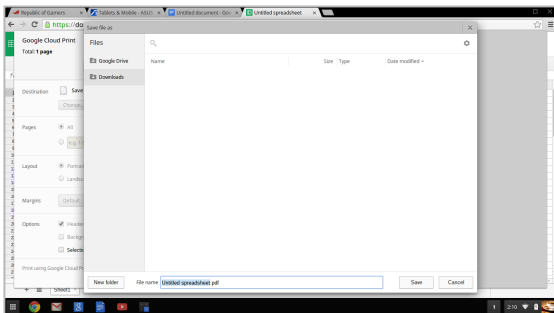 Republic of Gamers
Tablets & Mobile - ASUS
Untitled document - Goo
Untitled spreadsheet
https://do
Google Cloud Print
Total: 1 page
Destination
Save
Change...
Pages
All
e.g. 1
Layout
Portrai
Landsc
Margins
Default
Options
Header
Backgr
Selectio
Print using Google Cloud Pr
Sheet1
Save file as
Files
Google Drive
Downloads
Name
Size
Type
Date modified
New folder
File name
Untitled spreadsheet.pdf
Save
Cancel
1
2:10